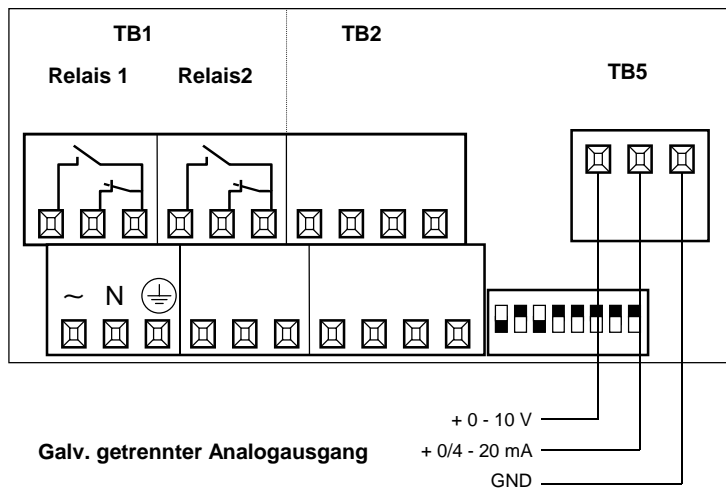 TB1 TB2
Relais 1 Relais2 TB5
~ N
+ 0 - 10 V
Galv. getrennter Analogausgang + 0/4 - 20 mA
GND